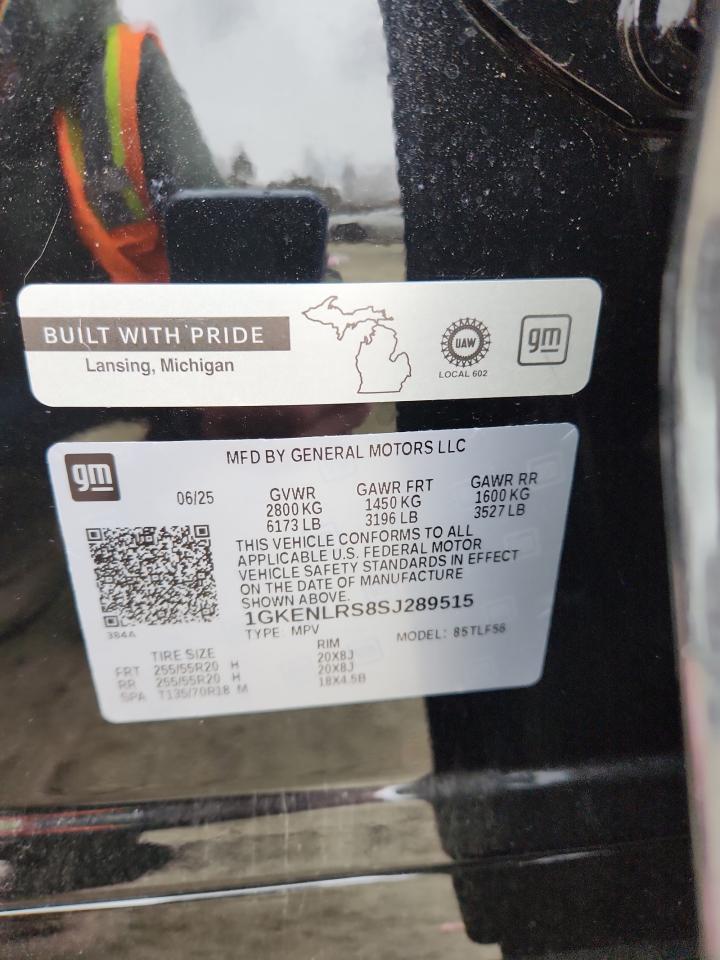 BUILT WITH PRIDE
Lansing, Michigan
UAW
LOCAL 602
gm
gm
MFD BY GENERAL MOTORS LLC
06/25 GVWR GAWR FRT GAWR RR
2800 KG 1450 KG 1600 KG
6173 LB 3196 LB 3527 LB
THIS VEHICLE CONFORMS TO ALL
APPLICABLE U.S. FEDERAL MOTOR
VEHICLE SAFETY STANDARDS IN EFFECT
ON THE DATE OF MANUFACTURE
SHOWN ABOVE.
1GKENLRS8SJ289515
384A
TYPE: MPV MODEL: 85TLF56
TIRE SIZE RIM
FRT 255/55R20 H 20X8J
RR 255/55R20 H 20X8J
SPA T135/70R18 M 18X4.5B